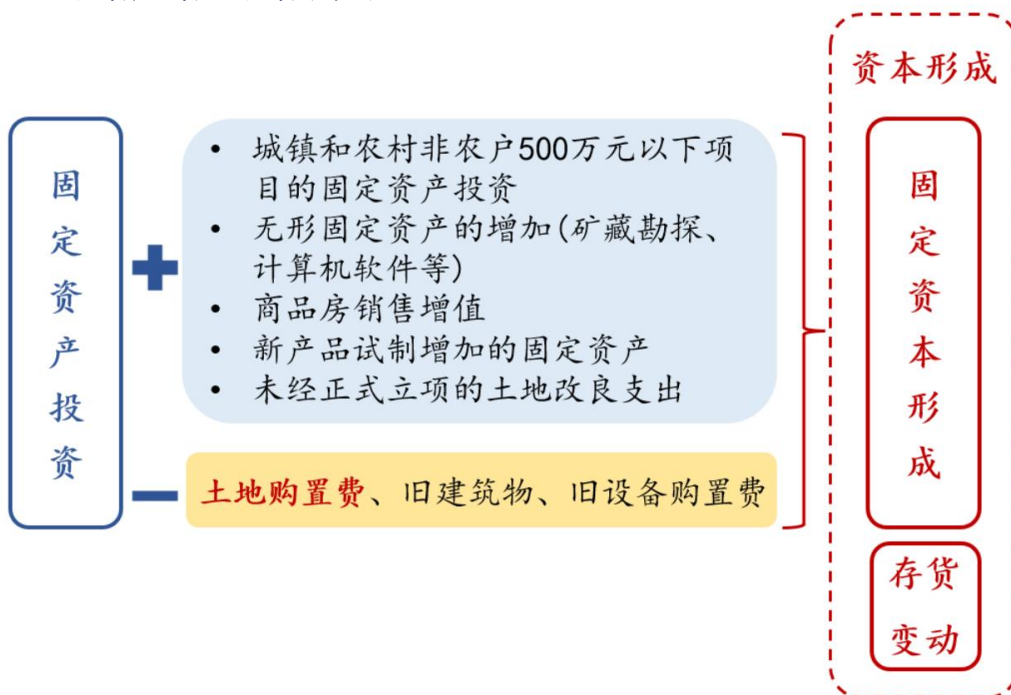 资本形成
固定资产投资
+
• 城镇和农村非农户500万元以下项
目的固定资产投资
• 无形固定资产的增加(矿藏勘探、
计算机软件等)
• 商品房销售增值
• 新产品试制增加的固定资产
• 未经正式立项的土地改良支出
−
土地购置费、旧建筑物、旧设备购置费
固定资本形成
存货
变动